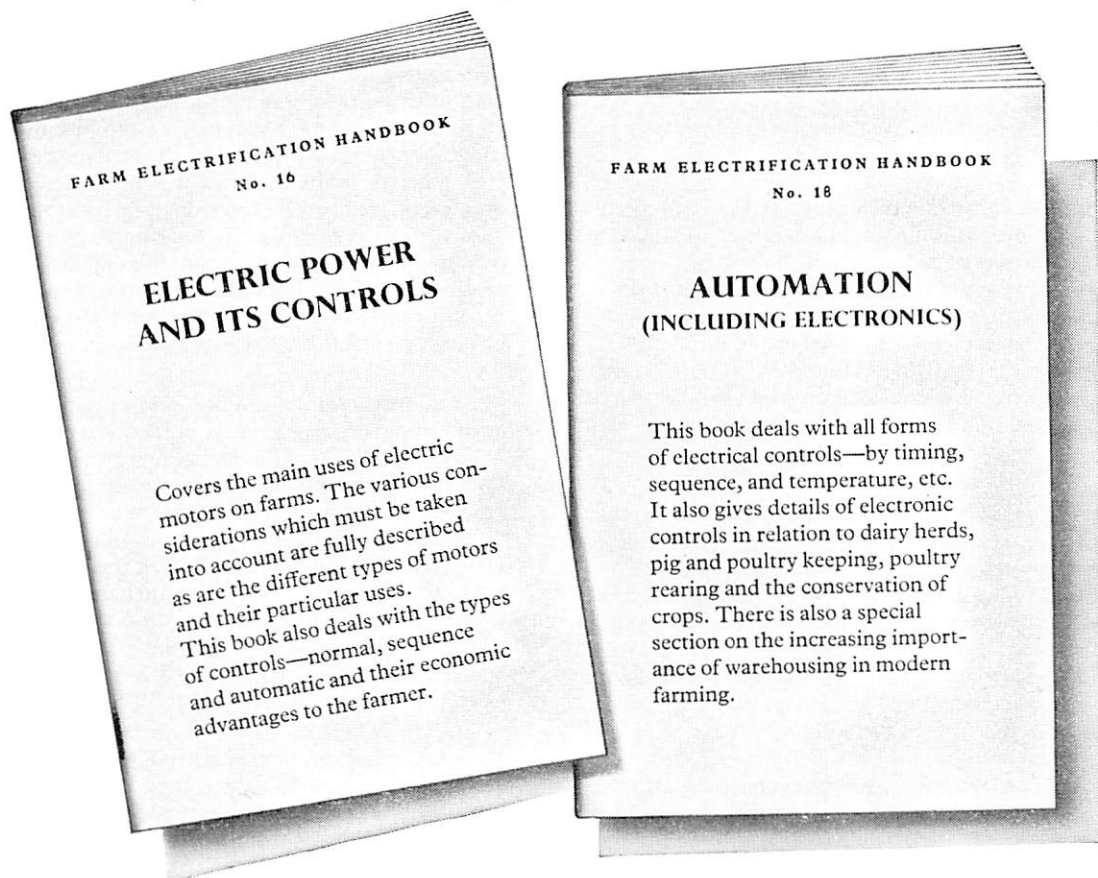 FARM ELECTRIFICATION HANDBOOK
No. 16
ELECTRIC POWER
AND ITS CONTROLS
Covers the main uses of electric
motors on farms. The various con-
siderations which must be taken
into account are fully described
as are the different types of motors
and their particular uses.
This book also deals with the types
of controls—normal, sequence
and automatic and their economic
advantages to the farmer.
FARM ELECTRIFICATION HANDBOOK
No. 18
AUTOMATION
(INCLUDING ELECTRONICS)
This book deals with all forms
of electrical controls—by timing,
sequence, and temperature, etc.
It also gives details of electronic
controls in relation to dairy herds,
pig and poultry keeping, poultry
rearing and the conservation of
crops. There is also a special
section on the increasing import-
ance of warehousing in modern
farming.